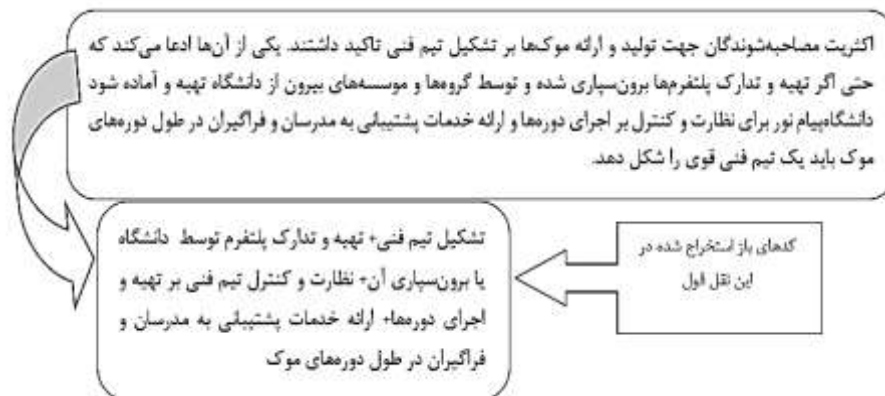 اکثریت مصاحبه‌شوندگان جهت تولید و ارائه موک‌ها بر تشکیل تیم فنی تاکید داشتند. یکی از آن‌ها ادعا می‌کند که
حتی اگر تهیه و تدارک پلتفرم‌ها برون‌سپاری شده و توسط گروه‌ها و موسسه‌های بیرون از دانشگاه تهیه و آماده شود
دانشگاه‌پیام نور برای نظارت و کنترل بر اجرای دوره‌ها و ارائه خدمات پشتیبانی به مدرسان و فراگیران در طول دوره‌های
موک باید یک تیم فنی قوی را شکل دهد.
تشکیل تیم فنی+ تهیه و تدارک پلتفرم توسط دانشگاه
یا برون‌سپاری آن+ نظارت و کنترل تیم فنی بر تهیه و
اجرای دوره‌ها+ ارائه خدمات پشتیبانی به مدرسان و
فراگیران در طول دوره‌های موک
کدهای باز استخراج شده در
این نقل قول